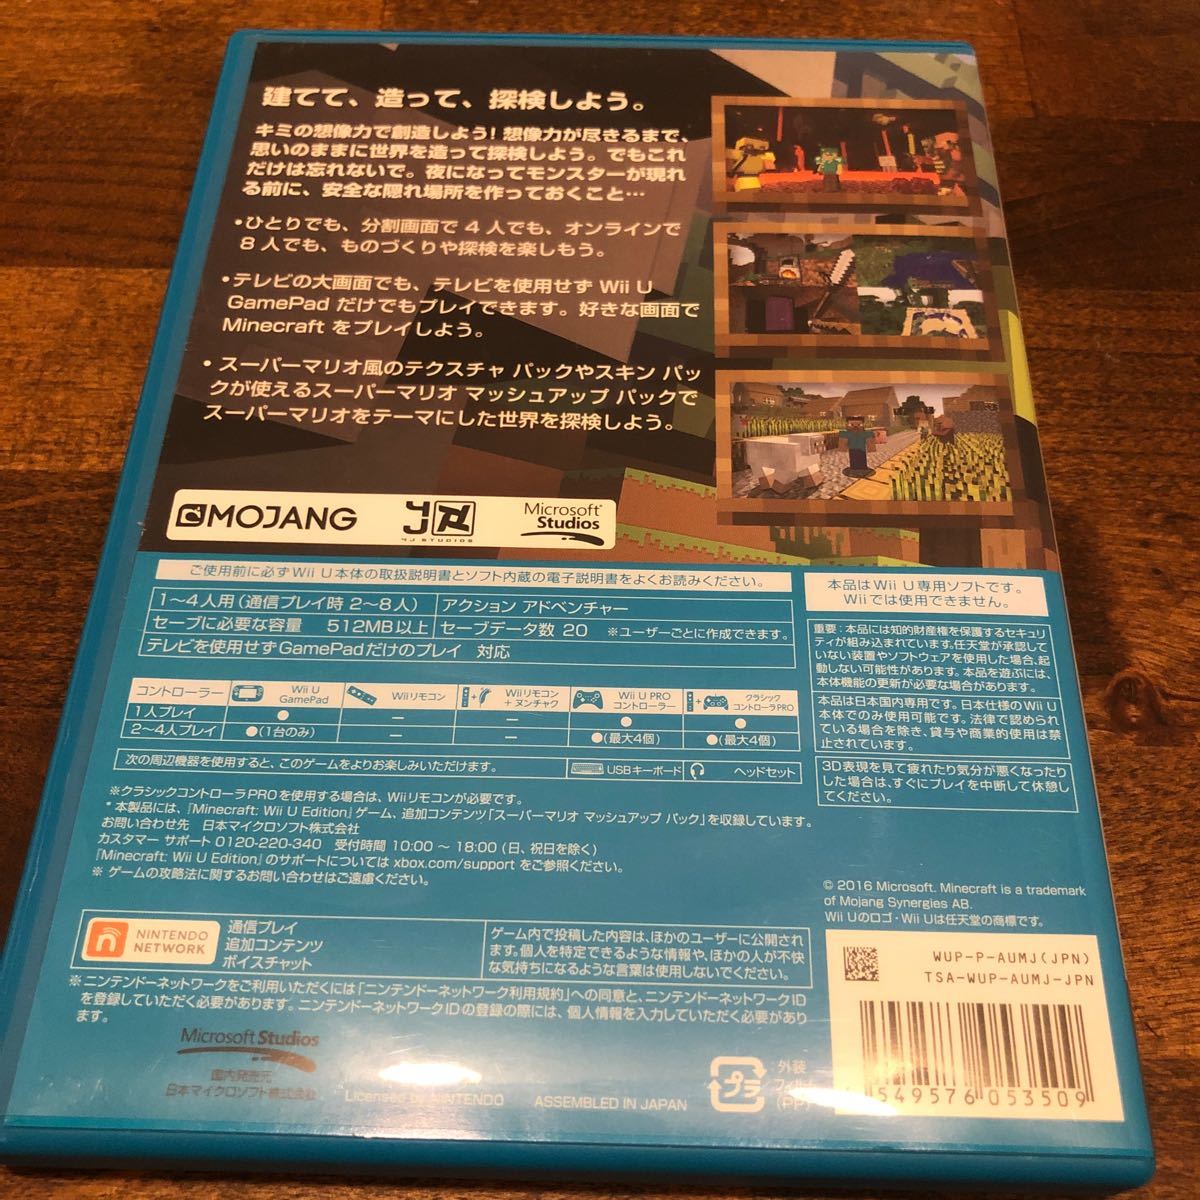 建てて、造って、探検しよう。
キミの想像力で創造しよう! 想像力が尽きるまで、
思いのままに世界を造って探検しよう。でもこれ
だけは忘れないで。夜になってモンスターが現れ
る前に、安全な隠れ場所を作っておくこと…
•ひとりでも、分割画面で 4 人でも、オンラインで
8 人でも、ものづくりや探検を楽しもう。
•テレビの大画面でも、テレビを使用せず Wii U
GamePad だけでもプレイできます。好きな画面で
Minecraft をプレイしよう。
• スーパーマリオ風のテクスチャ パックやスキン パッ
クが使えるスーパーマリオ マッシュアップ パックで
スーパーマリオをテーマにした世界を探検しよう。
MOJANG
4J STUDIOS
Microsoft
Studios
ご使用前に必ずWii U本体の取扱説明書とソフト内蔵の電子説明書をよくお読みください。
1〜4人用(通信プレイ時 2〜8人) アクション アドベンチャー
セーブに必要な容量 512MB以上 セーブデータ数 20 ※ユーザーごとに作成できます。
テレビを使用せずGamePadだけのプレイ 対応
コントローラー Wii U GamePad Wiiリモコン Wiiリモコン+ヌンチャク Wii U PRO コントローラー クラシックコントローラPRO
1人プレイ ● — — ● ●
2〜4人プレイ ●(1台のみ) — — ●(最大4個) ●(最大4個)
次の周辺機器を使用すると、このゲームをよりお楽しみいただけます。 USBキーボード ヘッドセット
※クラシックコントローラPROを使用する場合は、Wiiリモコンが必要です。
* 本製品には、『Minecraft: Wii U Edition』ゲーム、追加コンテンツ「スーパーマリオ マッシュアップ パック」を収録しています。
お問い合わせ先 日本マイクロソフト株式会社
カスタマー サポート 0120-220-340 受付時間 10:00 〜 18:00 (日、祝日を除く)
『Minecraft: Wii U Edition』のサポートについては xbox.com/support をご参照ください。
※ ゲームの攻略法に関するお問い合わせはご遠慮ください。
本品はWii U専用ソフトです。
Wiiでは使用できません。
重要:本品には知的財産権を保護するセキュリ
ティが組み込まれています。任天堂が承認して
いない装置やソフトウェアを使用した場合、起
動しない可能性があります。本品を遊ぶには、
本体機能の更新が必要な場合があります。
本品は日本国内専用です。日本仕様のWii U
本体でのみ使用可能です。法律で認められ
ている場合を除き、貸与や商業的使用は禁
止されています。
3D表現を見て疲れたり気分が悪くなったり
した場合は、すぐにプレイを中断して休憩し
てください。
© 2016 Microsoft. Minecraft is a trademark
of Mojang Synergies AB.
Wii Uのロゴ・Wii Uは任天堂の商標です。
NINTENDO
NETWORK
通信プレイ
追加コンテンツ
ボイスチャット
ゲーム内で投稿した内容は、ほかのユーザーに公開されま
す。個人を特定できるような情報や、ほかの人が不快
な気持ちになるような言葉は使用しないでください。
※ニンテンドーネットワークをご利用いただくには「ニンテンドーネットワーク利用規約」への同意と、ニンテンドーネットワークID
を登録していただく必要があります。ニンテンドーネットワークIDの登録の際には、個人情報を入力していただく必要があり
ます。
Microsoft Studios
国内発売元
日本マイクロソフト株式会社
Licensed by NINTENDO
ASSEMBLED IN JAPAN
プラ
外装
フィル
(PP)
WUP-P-AUMJ(JPN)
TSA-WUP-AUMJ-JPN
549576 053509